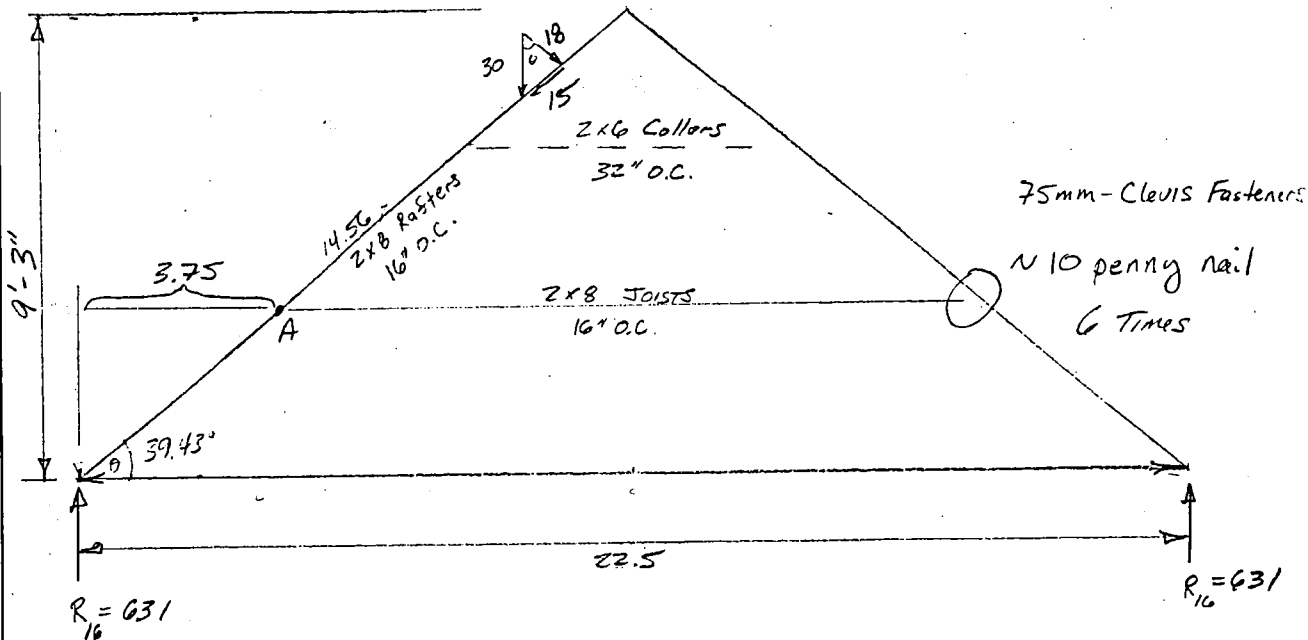 18
30
θ
15
2x6 Collars
32" O.C.
75mm-Clevis Fasteners
14.56
2x8 Rafters
16" O.C.
9'-3"
3.75
2x8 JOISTS
16" O.C.
~ 10 penny nail
6 Times
A
θ
39.43°
22.5
R16 = 631
R16 = 631